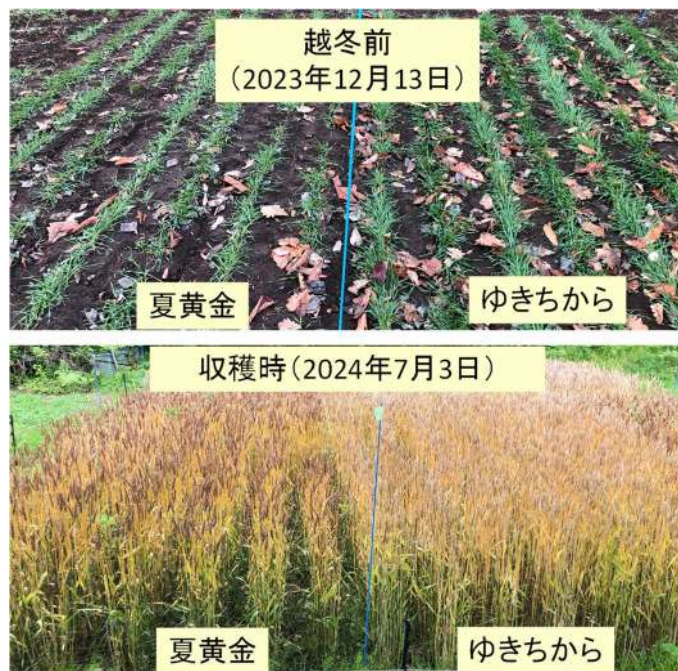 越冬前
（2023年12月13日）
夏黄金
ゆきちから
収穫時（2024年7月3日）
夏黄金
ゆきちから